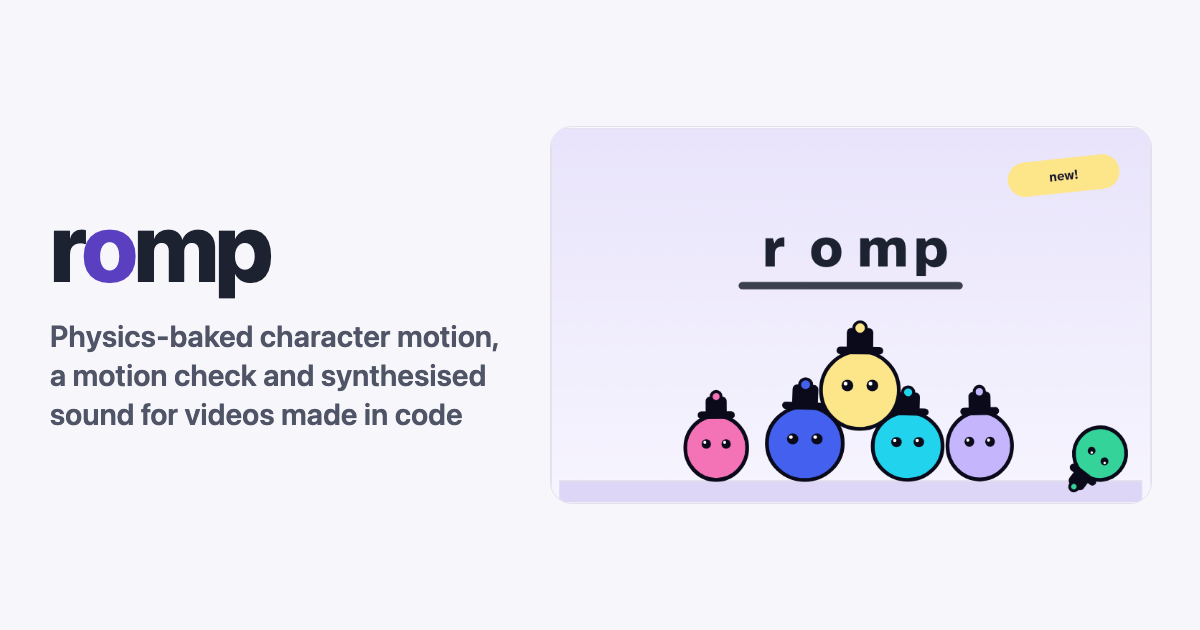 romp
Physics-baked character motion,
a motion check and synthesised
sound for videos made in code
new!
r o mp